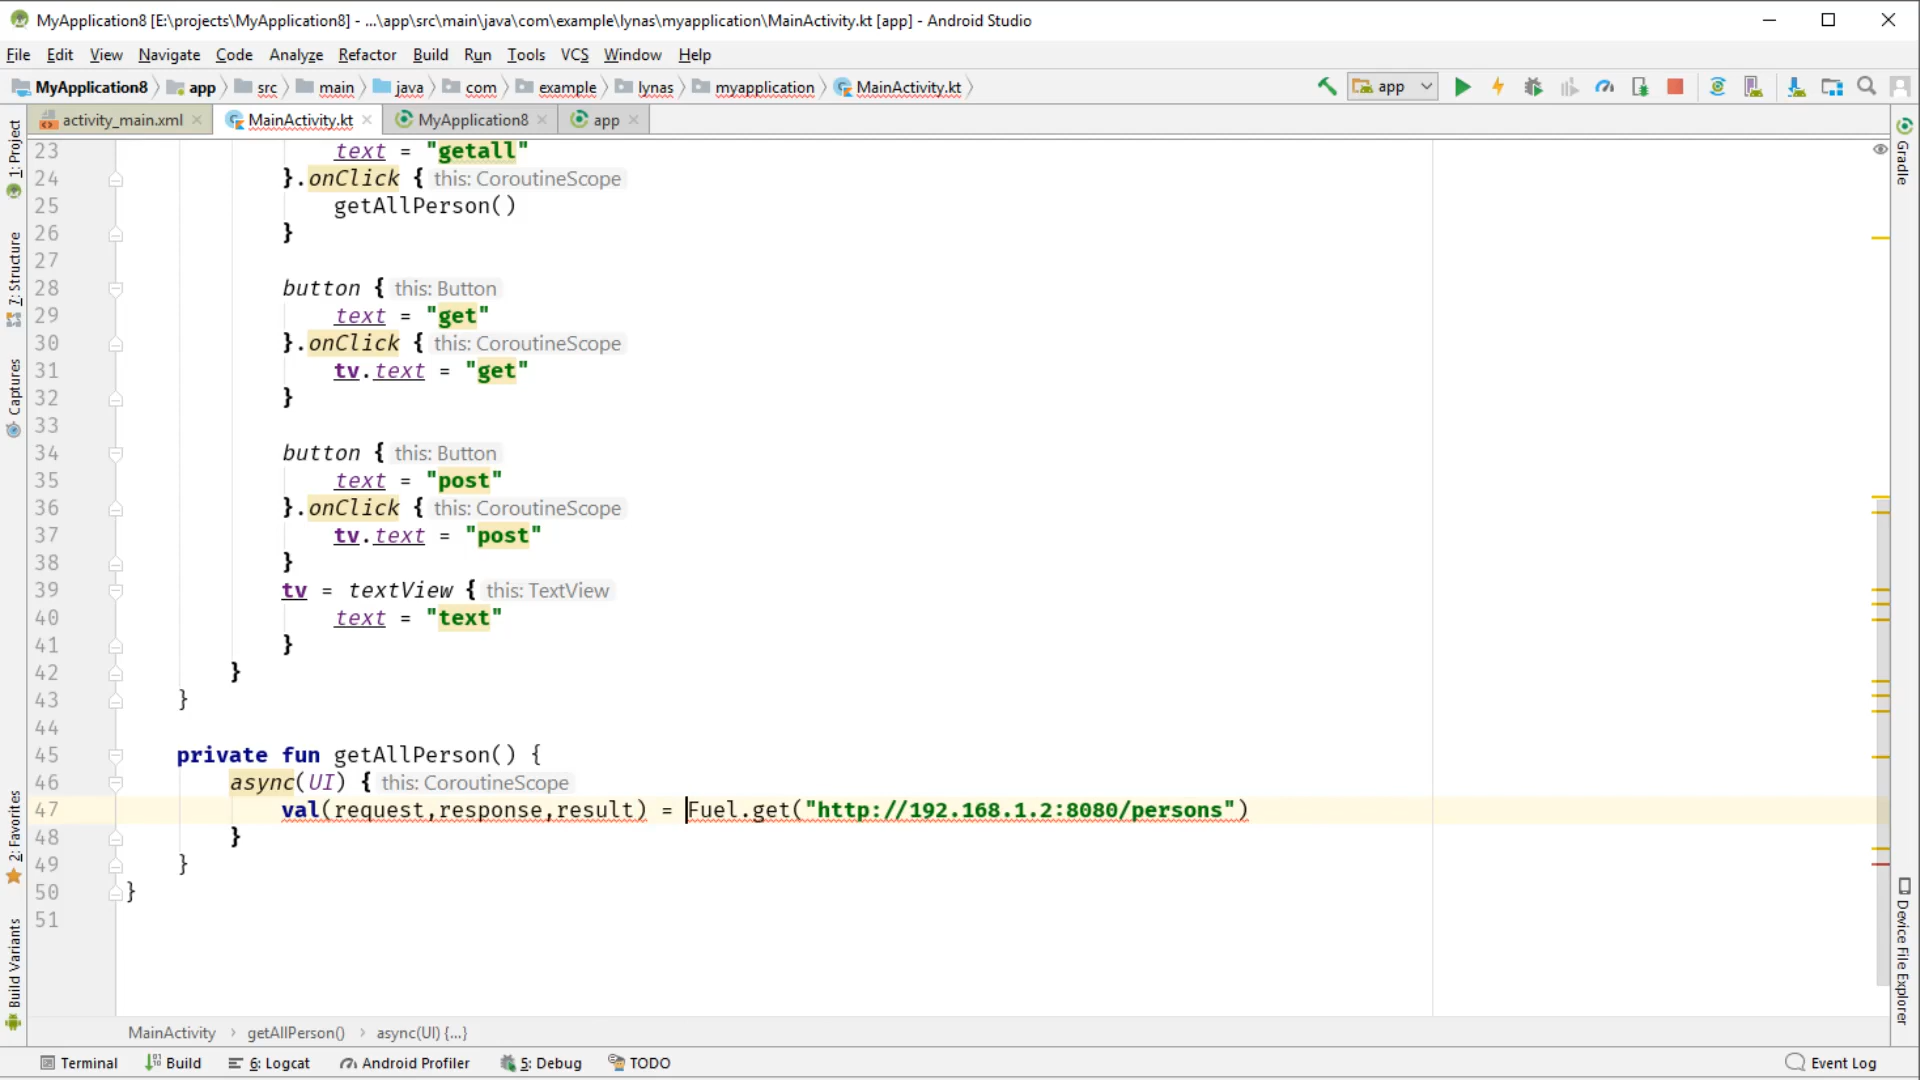 MyApplication8 [E:\projects\MyApplication8] - ...\app\src\main\java\com\example\lynas\myapplication\MainActivity.kt [app] - Android Studio
File Edit View Navigate Code Analyze Refactor Build Run Tools VCS Window Help
MyApplication8 app src main java com example lynas myapplication MainActivity.kt app
activity_main.xml MainActivity.kt MyApplication8 app
1: Project
7: Structure
Captures
2: Favorites
Build Variants
23 text = "getall"
24 }.onClick { this: CoroutineScope
25 getAllPerson()
26 }
27
28 button { this: Button
29 text = "get"
30 }.onClick { this: CoroutineScope
31 tv.text = "get"
32 }
33
34 button { this: Button
35 text = "post"
36 }.onClick { this: CoroutineScope
37 tv.text = "post"
38 }
39 tv = textView { this: TextView
40 text = "text"
41 }
42 }
43 }
44
45 private fun getAllPerson() {
46 async(UI) { this: CoroutineScope
47 val(request,response,result) = Fuel.get("http://192.168.1.2:8080/persons")
48 }
49 }
50 }
51
Gradle
Device File Explorer
MainActivity › getAllPerson() › async(UI) {...}
Terminal Build 6: Logcat Android Profiler 5: Debug TODO Event Log